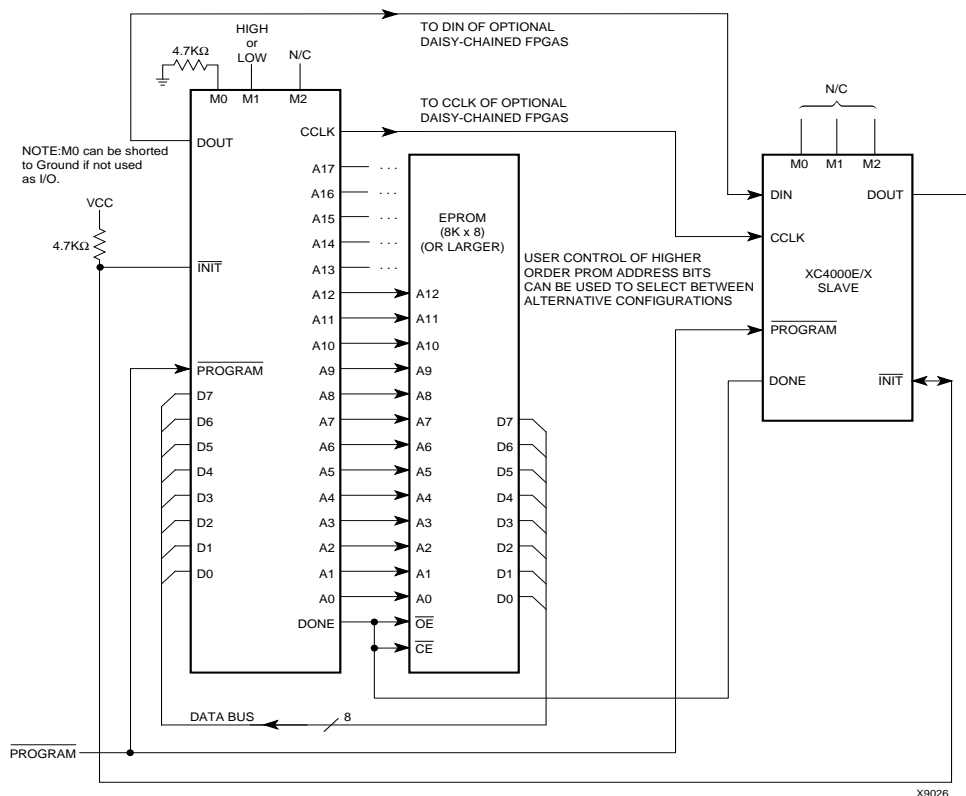 HIGH
or
LOW
4.7KΩ
N/C
M0
M1
M2
TO DIN OF OPTIONAL
DAISY-CHAINED FPGAS
TO CCLK OF OPTIONAL
DAISY-CHAINED FPGAS
NOTE:M0 can be shorted
to Ground if not used
as I/O.
VCC
4.7KΩ
DOUT
INIT
PROGRAM
D7
D6
D5
D4
D3
D2
D1
D0
CCLK
A17 ...
A16 ...
A15 ...
A14 ...
A13 ...
A12
A11
A10
A9
A8
A7
A6
A5
A4
A3
A2
A1
A0
DONE
EPROM
(8K x 8)
(OR LARGER)
A12
A11
A10
A9
A8
A7
A6
A5
A4
A3
A2
A1
A0
OE
CE
D7
D6
D5
D4
D3
D2
D1
D0
USER CONTROL OF HIGHER
ORDER PROM ADDRESS BITS
CAN BE USED TO SELECT BETWEEN
ALTERNATIVE CONFIGURATIONS
N/C
M0
M1
M2
DIN
DOUT
CCLK
XC4000E/X
SLAVE
PROGRAM
DONE
INIT
DATA BUS
8
PROGRAM
X9026